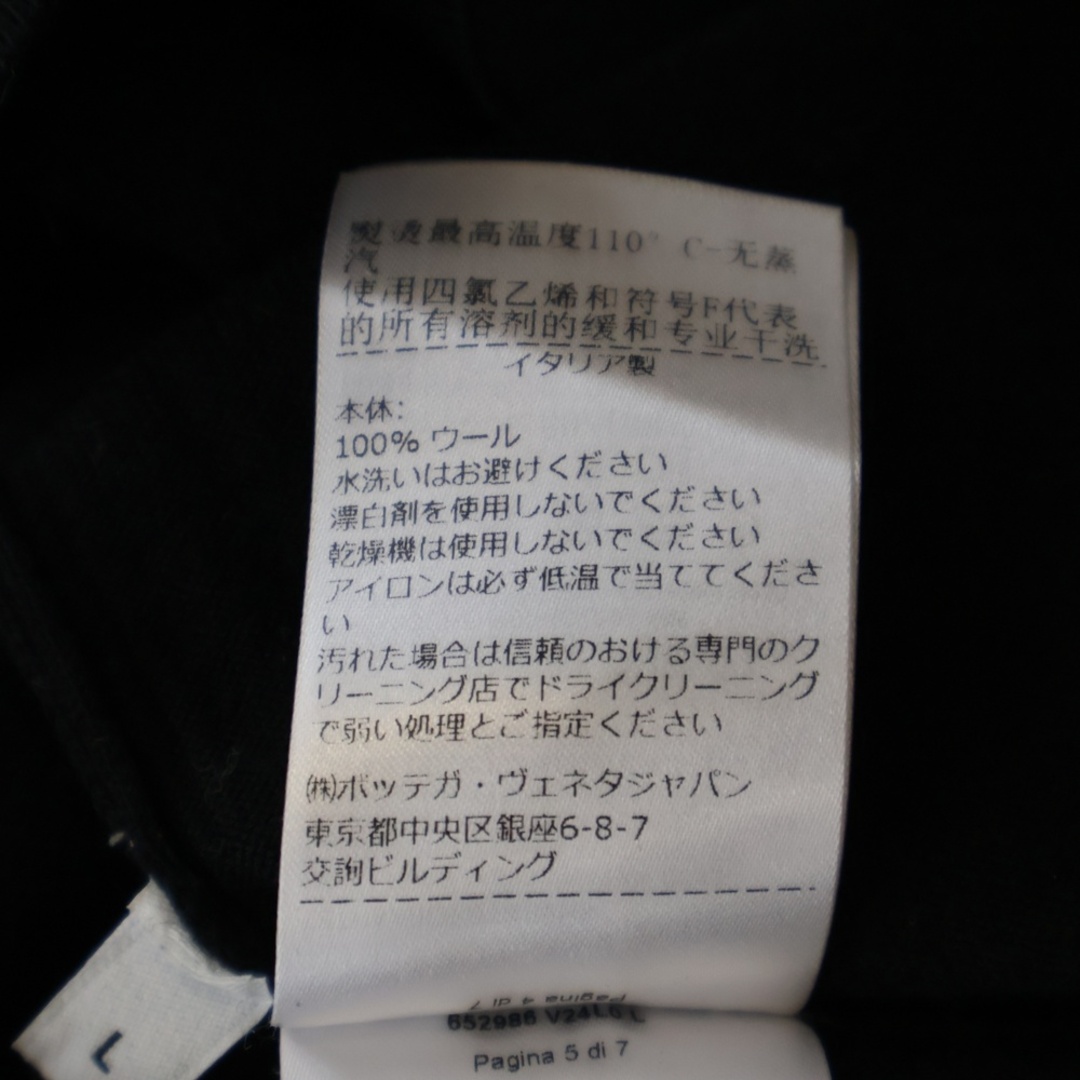 熨烫最高温度110° C-无蒸
汽
使用四氯乙烯和符号F代表
的所有溶剂的缓和专业干洗
イタリア製
本体:
100% ウール
水洗いはお避けください
漂白剤を使用しないでください
乾燥機は使用しないでください
アイロンは必ず低温で当ててくださ
い
汚れた場合は信頼のおける専門のク
リーニング店でドライクリーニング
で弱い処理とご指定ください
㈱ボッテガ・ヴェネタジャパン
東京都中央区銀座6-8-7
交詢ビルディング
Pagina 4 di 7
652986 V24L0 L
Pagina 5 di 7
L